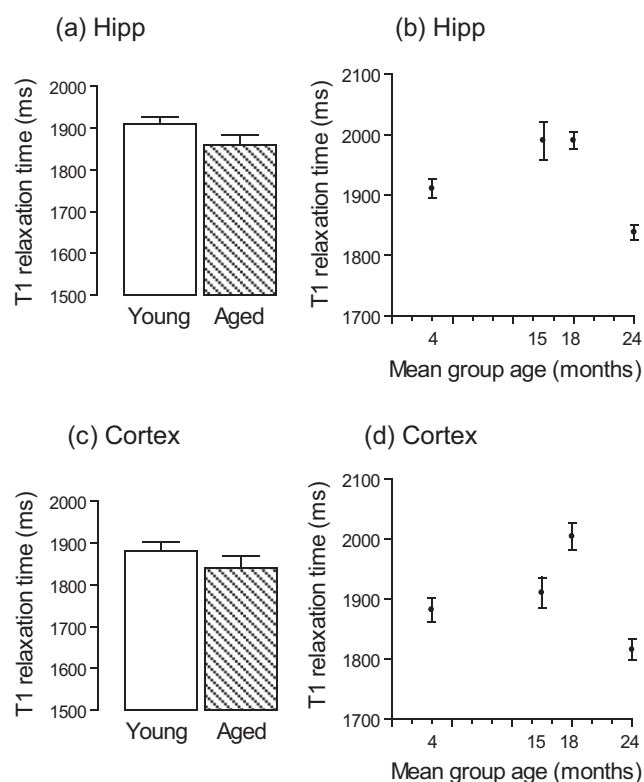 (a) Hipp
T1 relaxation time (ms)
2000
1900
1800
1700
1600
1500
Young Aged
(b) Hipp
T1 relaxation time (ms)
2100
2000
1900
1800
1700
4 15 18 24
Mean group age (months)
(c) Cortex
T1 relaxation time (ms)
2000
1900
1800
1700
1600
1500
Young Aged
(d) Cortex
T1 relaxation time (ms)
2100
2000
1900
1800
1700
4 15 18 24
Mean group age (months)